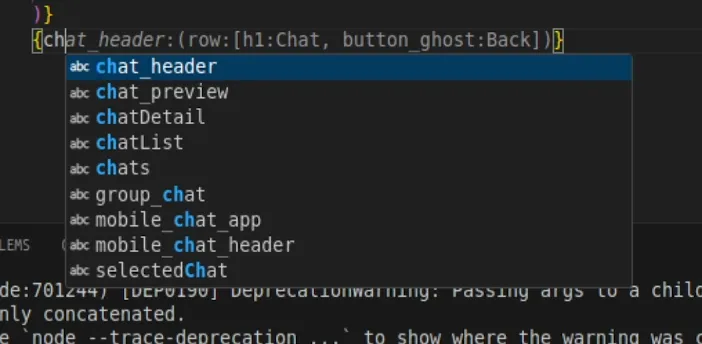 )}
{chat_header:(row:[h1:Chat, button_ghost:Back])}
abc chat_header
abc chat_preview
abc chatDetail
abc chatList
abc chats
abc group_chat
abc mobile_chat_app
abc mobile_chat_header
abc selectedChat
LEMS
de:701244) [DEP0190] DeprecationWarning: Passing args to a child
nly concatenated.
e `node --trace-deprecation ...` to show where the warning was c